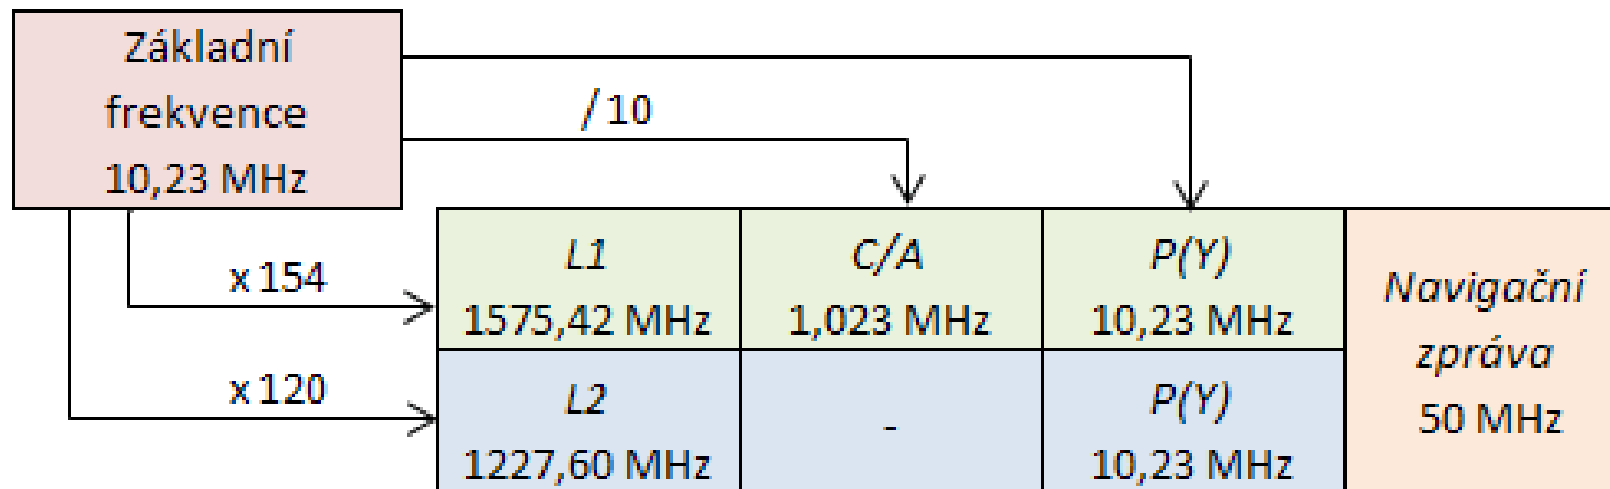 Základní
frekvence
10,23 MHz
/ 10
x 154
x 120
L1
1575,42 MHz
C/A
1,023 MHz
P(Y)
10,23 MHz
L2
1227,60 MHz
-
P(Y)
10,23 MHz
Navigační
zpráva
50 MHz